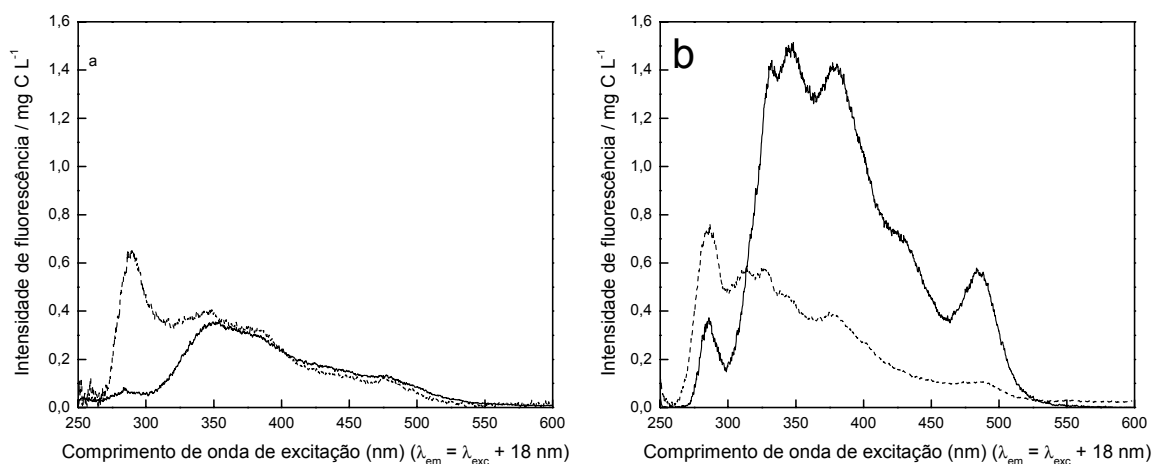 1,6
1,4
1,2
1,0
0,8
0,6
0,4
0,2
0,0
a
Intensidade de fluorescência / mg C L⁻¹
250 300 350 400 450 500 550 600
Comprimento de onda de excitação (nm) (λem = λexc + 18 nm)
1,6
1,4
1,2
1,0
0,8
0,6
0,4
0,2
0,0
b
Intensidade de fluorescência / mg C L⁻¹
250 300 350 400 450 500 550 600
Comprimento de onda de excitação (nm) (λem = λexc + 18 nm)